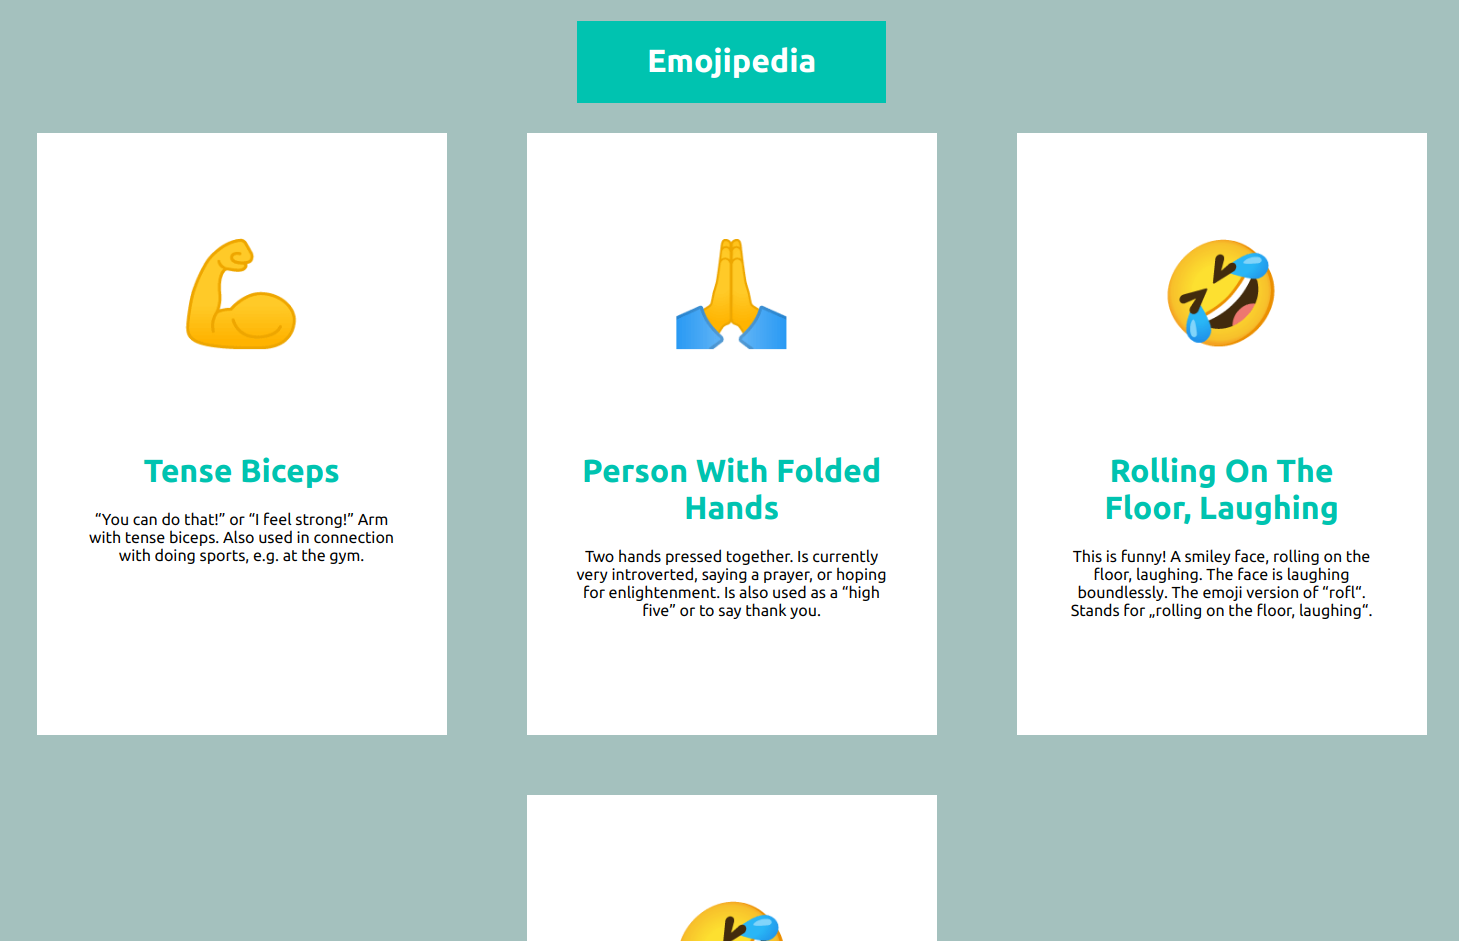 Emojipedia
Tense Biceps
“You can do that!” or “I feel strong!” Arm
with tense biceps. Also used in connection
with doing sports, e.g. at the gym.
Person With Folded
Hands
Two hands pressed together. Is currently
very introverted, saying a prayer, or hoping
for enlightenment. Is also used as a “high
five” or to say thank you.
Rolling On The
Floor, Laughing
This is funny! A smiley face, rolling on the
floor, laughing. The face is laughing
boundlessly. The emoji version of “rofl“.
Stands for „rolling on the floor, laughing“.